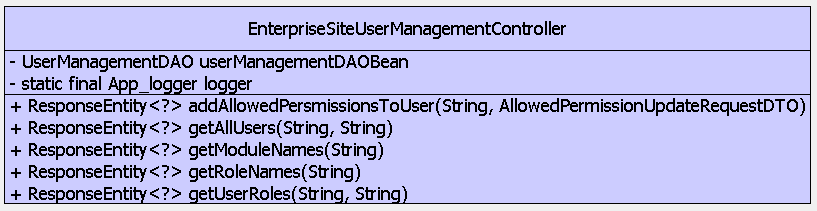 EnterpriseSiteUserManagementController
- UserManagementDAO userManagementDAOBean
- static final App_logger logger
+ ResponseEntity<?> addAllowedPersmissionsToUser(String, AllowedPermissionUpdateRequestDTO)
+ ResponseEntity<?> getAllUsers(String, String)
+ ResponseEntity<?> getModuleNames(String)
+ ResponseEntity<?> getRoleNames(String)
+ ResponseEntity<?> getUserRoles(String, String)